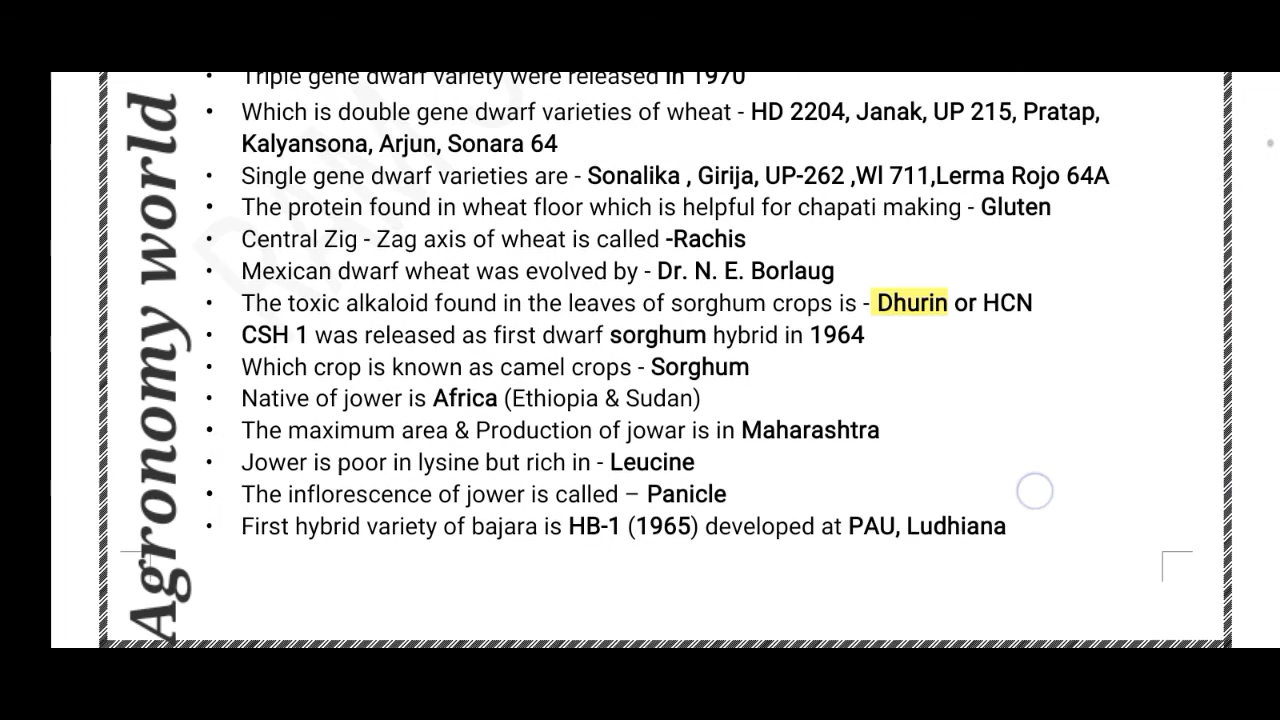 Triple gene dwarf variety were released in 1970
• Which is double gene dwarf varieties of wheat - HD 2204, Janak, UP 215, Pratap,
Kalyansona, Arjun, Sonara 64
• Single gene dwarf varieties are - Sonalika , Girija, UP-262 ,Wl 711,Lerma Rojo 64A
• The protein found in wheat floor which is helpful for chapati making - Gluten
• Central Zig - Zag axis of wheat is called -Rachis
• Mexican dwarf wheat was evolved by - Dr. N. E. Borlaug
• The toxic alkaloid found in the leaves of sorghum crops is - Dhurin or HCN
• CSH 1 was released as first dwarf sorghum hybrid in 1964
• Which crop is known as camel crops - Sorghum
• Native of jower is Africa (Ethiopia & Sudan)
• The maximum area & Production of jowar is in Maharashtra
• Jower is poor in lysine but rich in - Leucine
• The inflorescence of jower is called – Panicle
• First hybrid variety of bajara is HB-1 (1965) developed at PAU, Ludhiana
Agronomy world